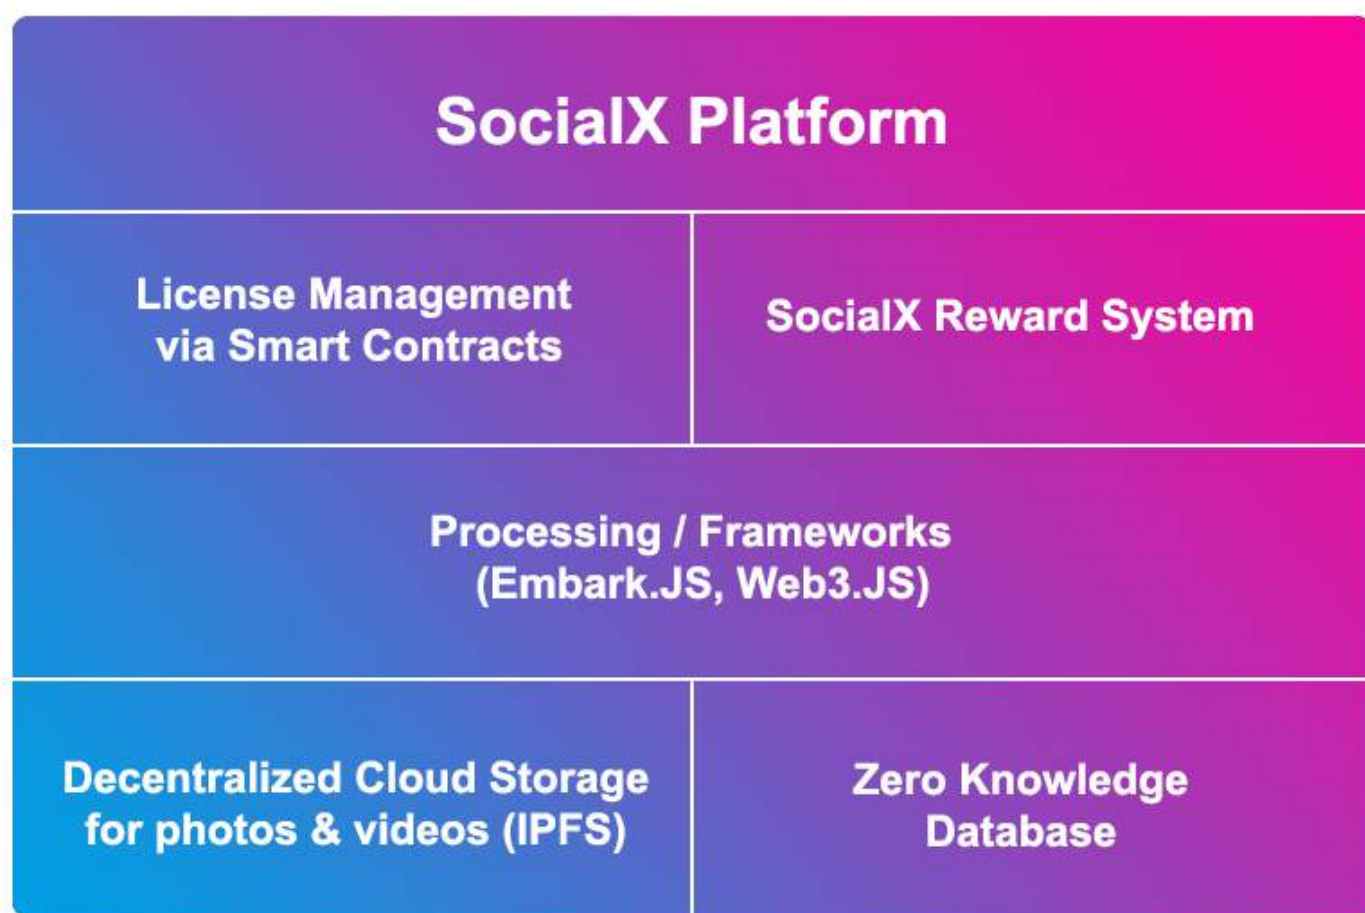 SocialX Platform
License Management
via Smart Contracts
SocialX Reward System
Processing / Frameworks
(Embark.JS, Web3.JS)
Decentralized Cloud Storage
for photos & videos (IPFS)
Zero Knowledge
Database